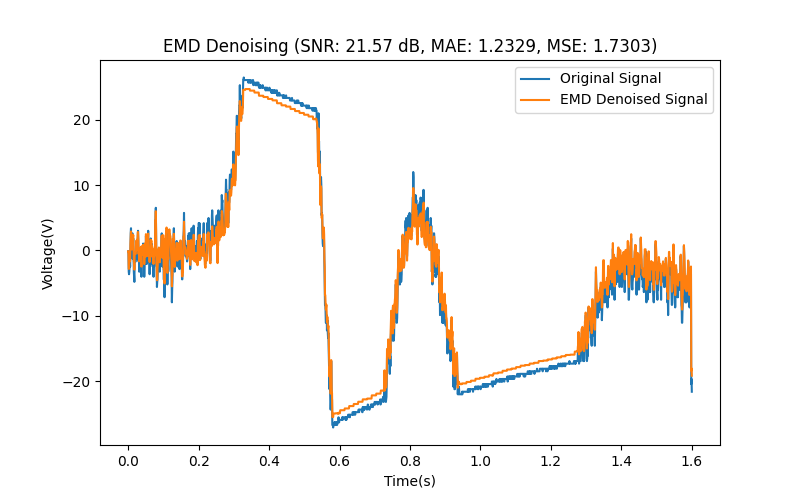 EMD Denoising (SNR: 21.57 dB, MAE: 1.2329, MSE: 1.7303)
Original Signal
EMD Denoised Signal
Voltage(V)
20
10
0
−10
−20
0.0 0.2 0.4 0.6 0.8 1.0 1.2 1.4 1.6
Time(s)